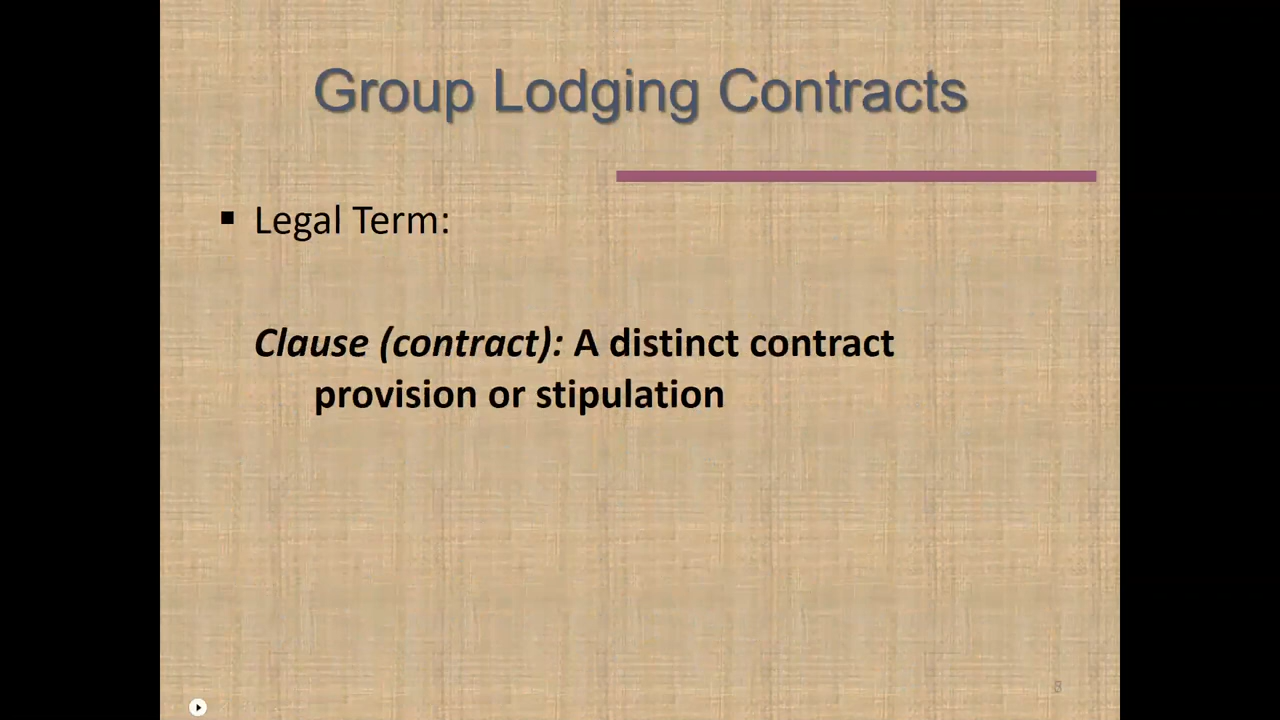 Group Lodging Contracts
▪ Legal Term:
Clause (contract): A distinct contract
provision or stipulation